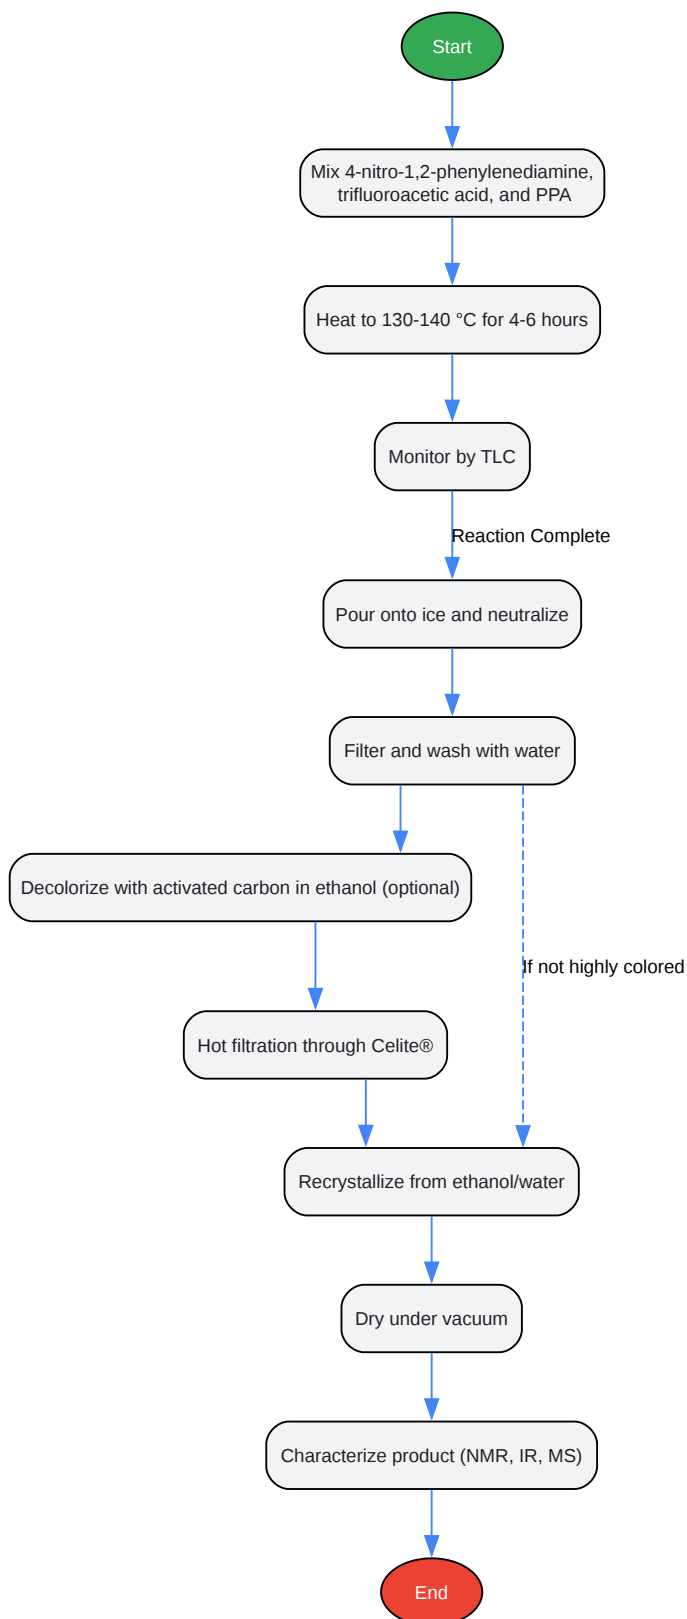 Start
Mix 4-nitro-1,2-phenylenediamine,
trifluoroacetic acid, and PPA
Heat to 130-140 °C for 4-6 hours
Monitor by TLC
Reaction Complete
Pour onto ice and neutralize
Filter and wash with water
Decolorize with activated carbon in ethanol (optional)
If not highly colored
Hot filtration through Celite®
Recrystallize from ethanol/water
Dry under vacuum
Characterize product (NMR, IR, MS)
End